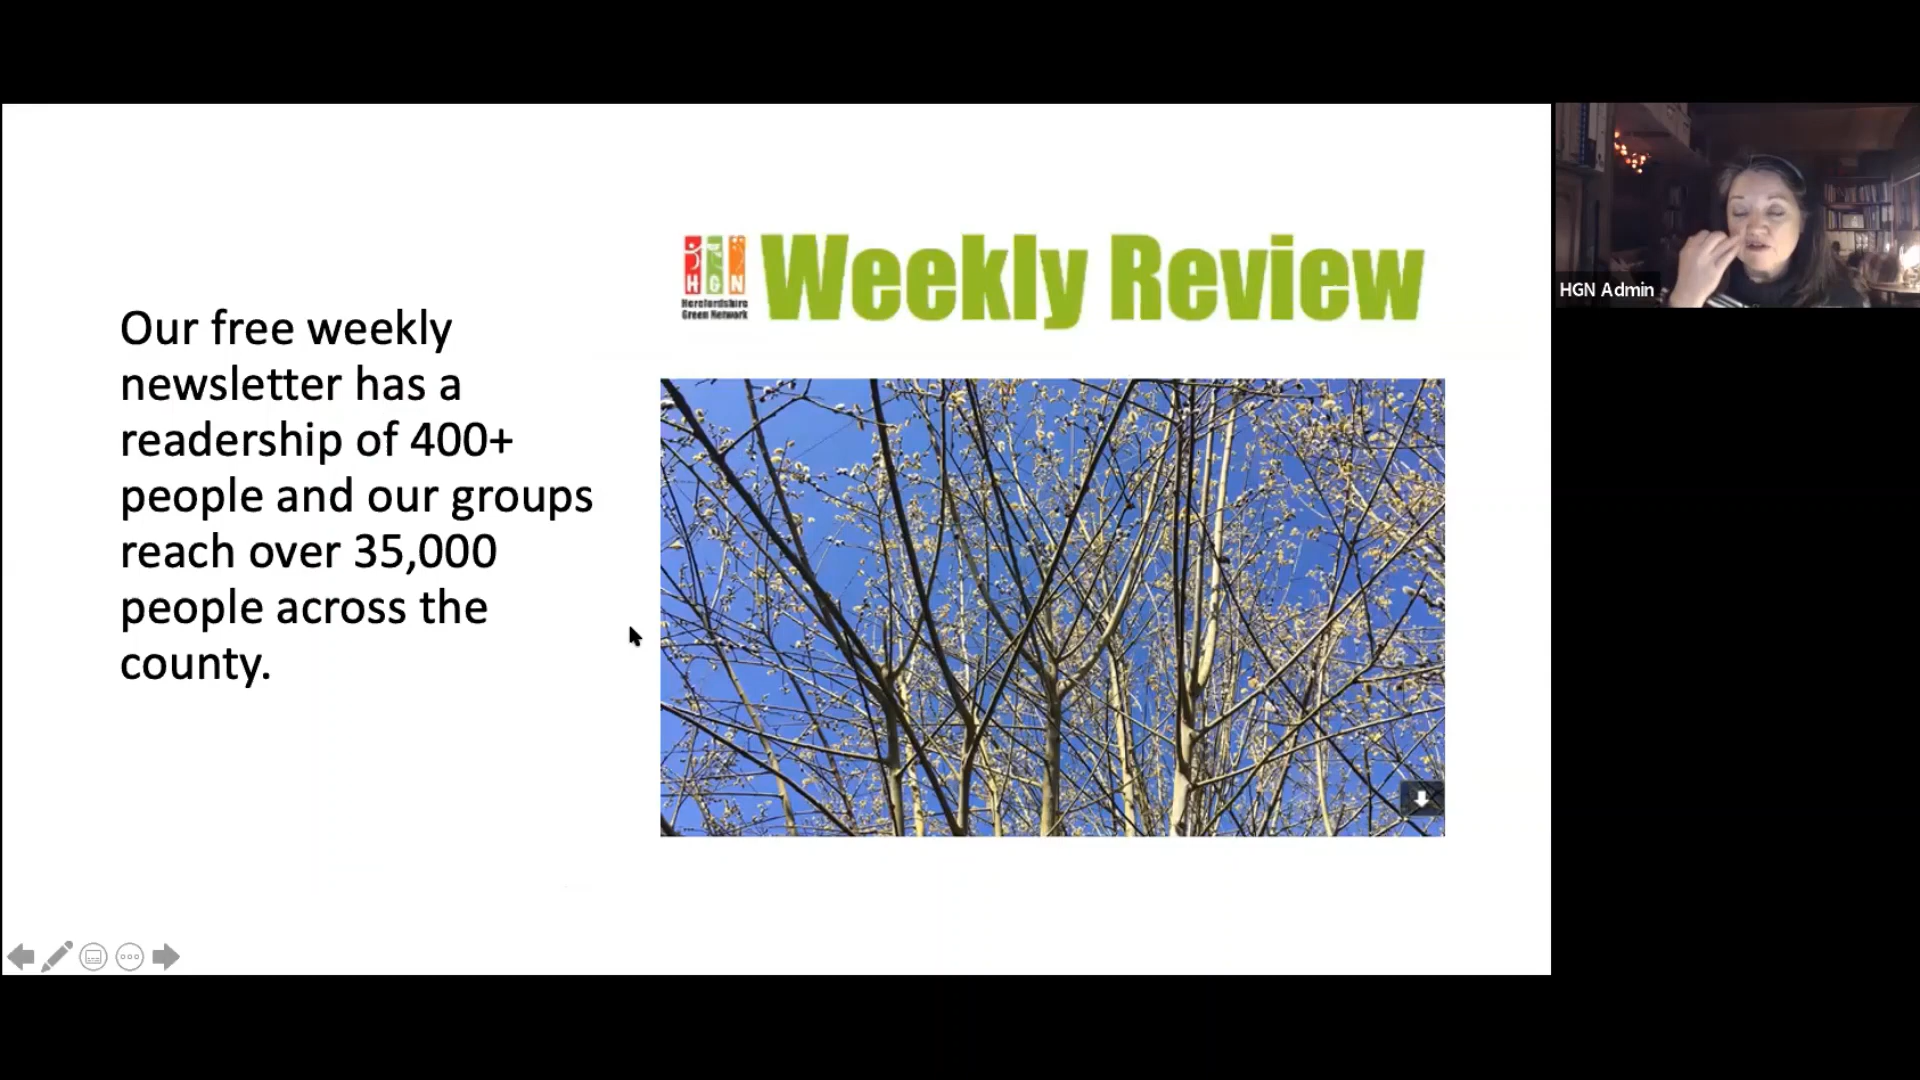 Our free weekly
newsletter has a
readership of 400+
people and our groups
reach over 35,000
people across the
county.
HGN
Herefordshire
Green Network
Weekly Review
HGN Admin